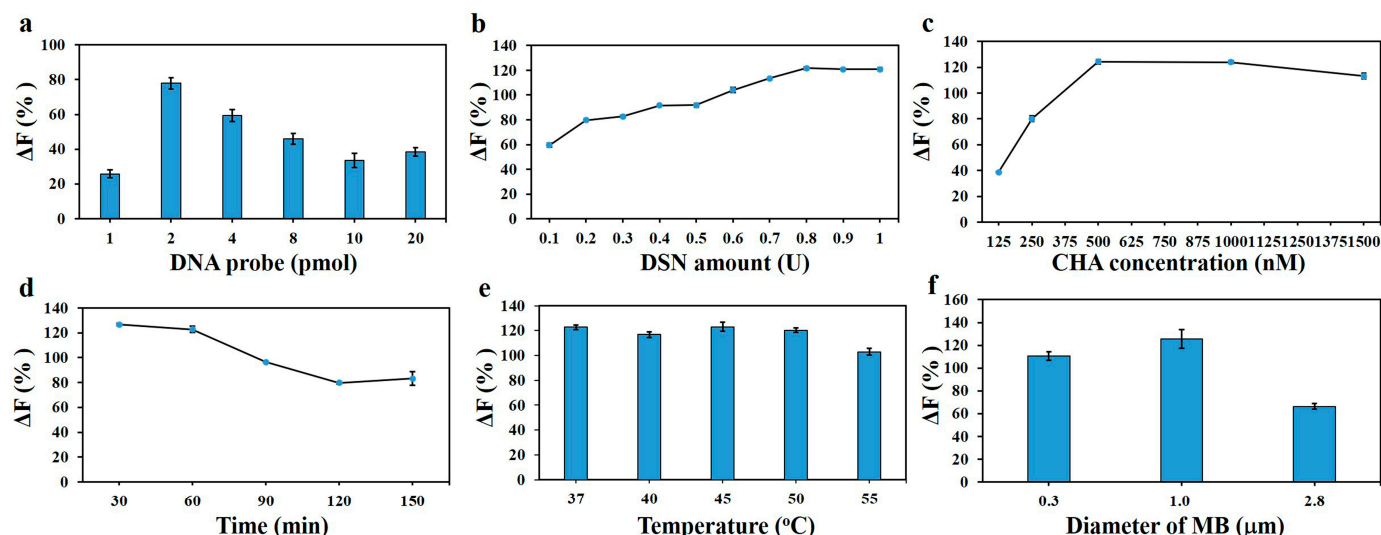 a
100
80
60
40
20
0
ΔF (% )
1 2 4 8 10 20
DNA probe (pmol)
b
140
120
100
80
60
40
20
0
ΔF (% )
0.1 0.2 0.3 0.4 0.5 0.6 0.7 0.8 0.9 1
DSN amount (U)
c
140
120
100
80
60
40
20
0
ΔF (% )
125 250 375 500 625 750 875 1000 1125 1250 1375 1500
CHA concentration (nM)
d
140
120
100
80
60
40
20
0
ΔF (% )
30 60 90 120 150
Time (min)
e
140
120
100
80
60
40
20
0
ΔF (% )
37 40 45 50 55
Temperature (°C)
f
160
140
120
100
80
60
40
20
0
ΔF (% )
0.3 1.0 2.8
Diameter of MB (μm)